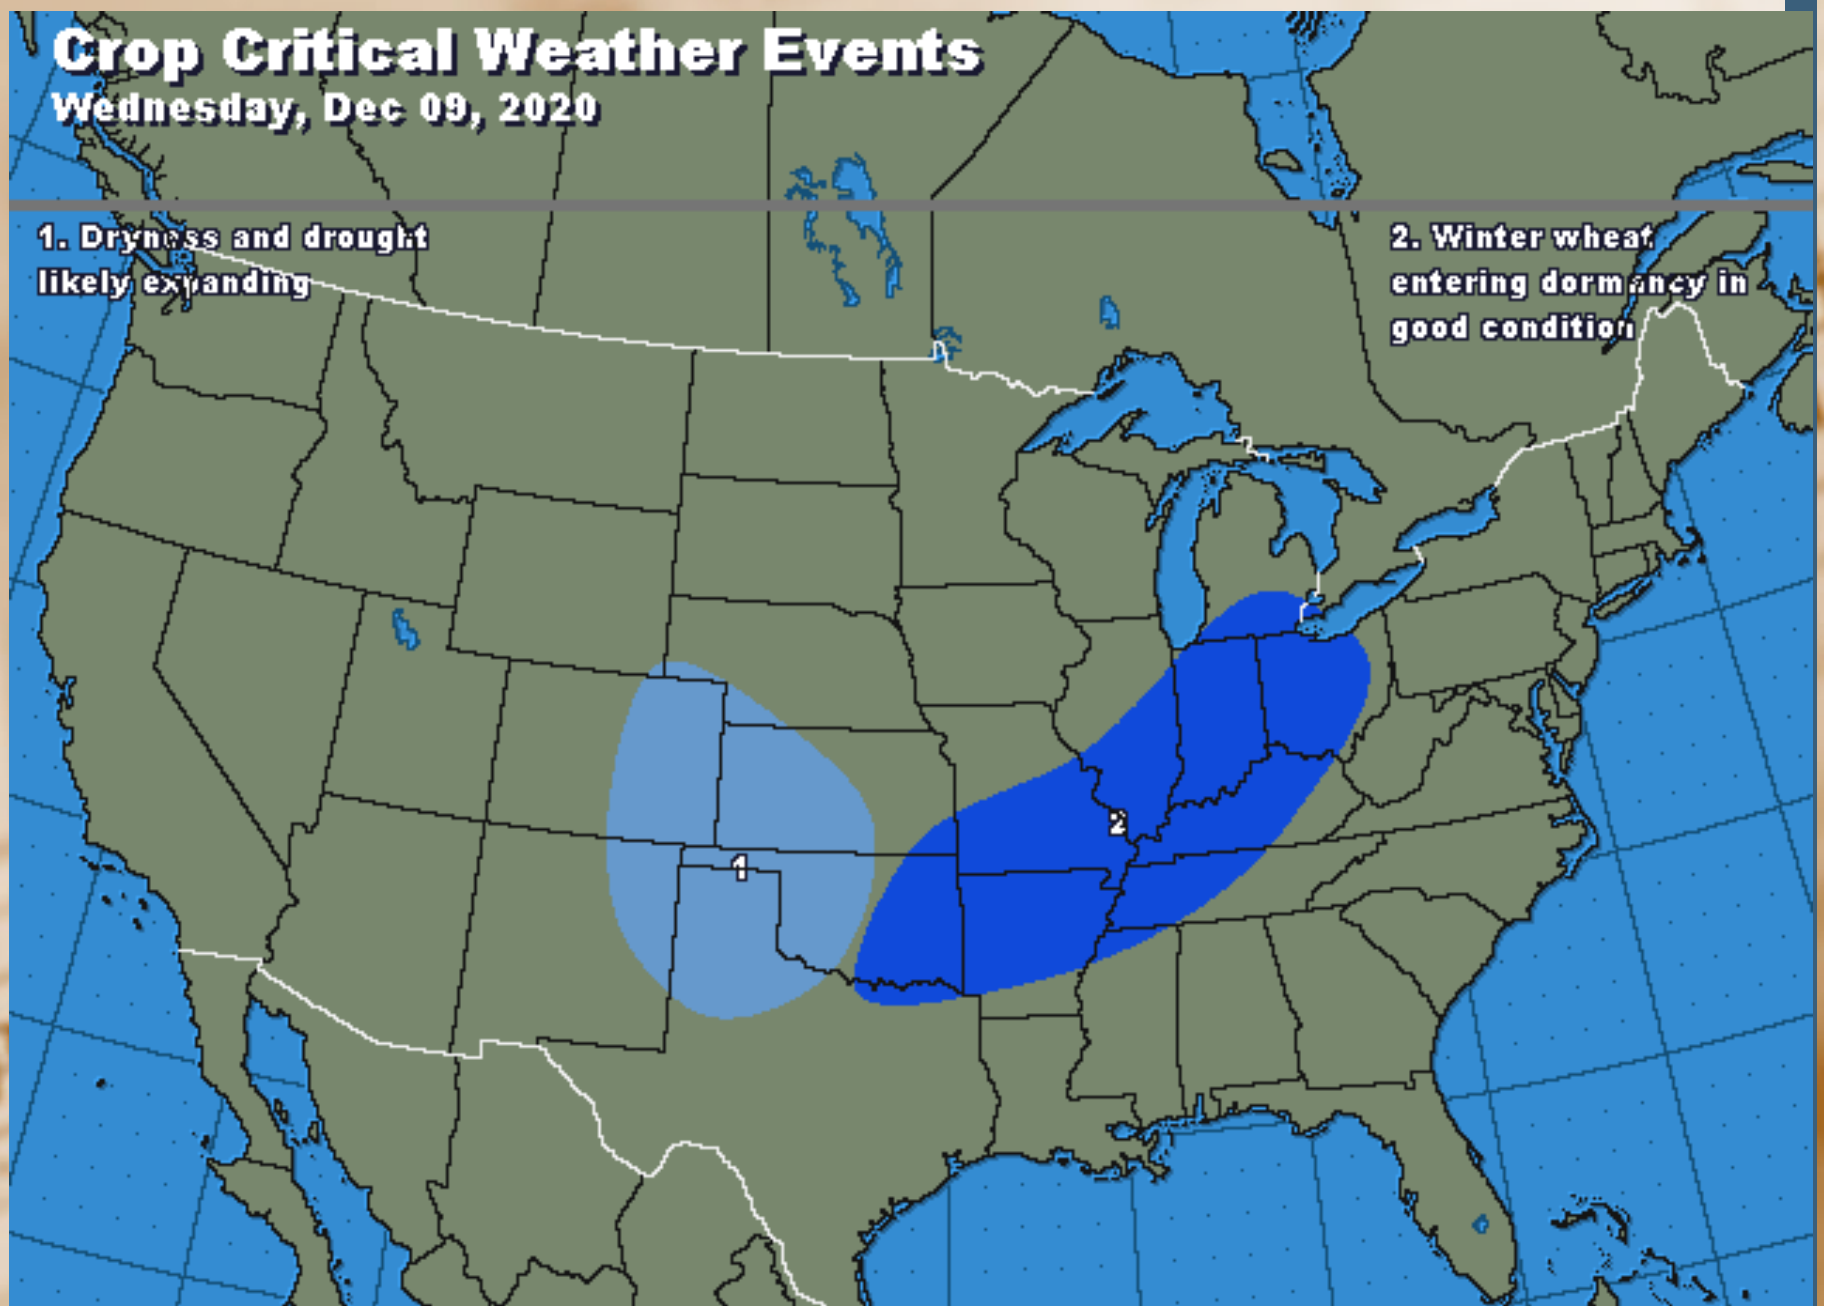 Crop Critical Weather Events
Wednesday, Dec 09, 2020
1. Dryness and drought
likely expanding
2. Winter wheat
entering dormancy in
good condition
1
2